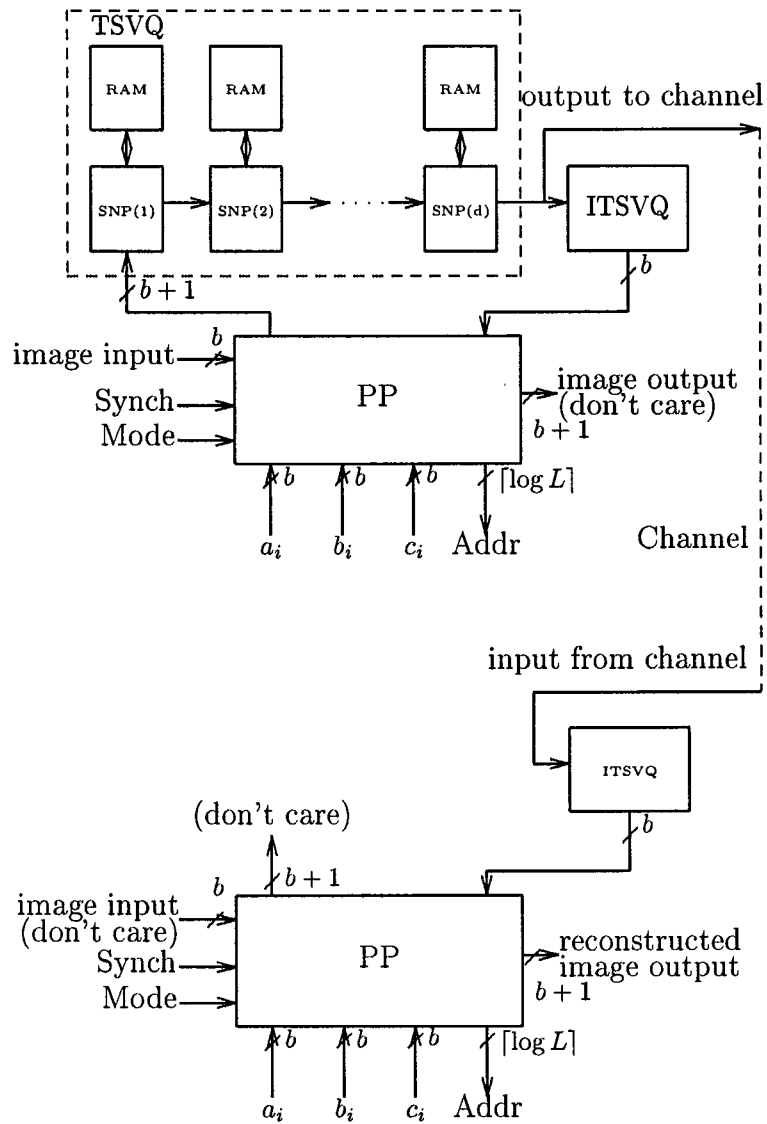 TSVQ
RAM RAM RAM
output to channel
SNP(1) SNP(2) ····· SNP(d) ITSVQ
b
b + 1
image input b
PP
image output
(don't care)
b + 1
Synch
Mode
b b b ⌈log L⌉
a_i b_i c_i Addr
Channel
input from channel
ITSVQ
b
(don't care)
b + 1
image input b
(don't care)
PP
reconstructed
image output
b + 1
Synch
Mode
b b b ⌈log L⌉
a_i b_i c_i Addr